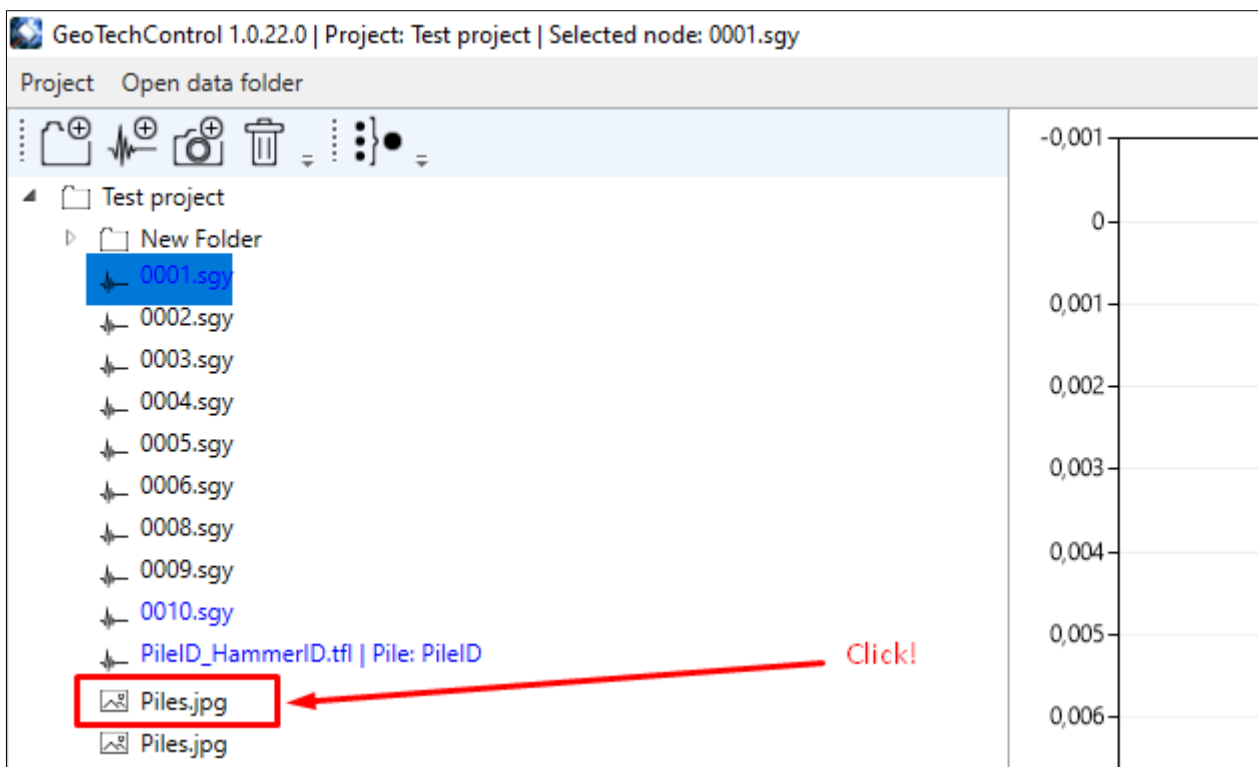 GeoTechControl 1.0.22.0 | Project: Test project | Selected node: 0001.sgy
Project Open data folder
Test project
New Folder
0001.sgy
0002.sgy
0003.sgy
0004.sgy
0005.sgy
0006.sgy
0008.sgy
0009.sgy
0010.sgy
PileID_HammerID.tfl | Pile: PileID
Piles.jpg
Piles.jpg
Click!
-0,001
0
0,001
0,002
0,003
0,004
0,005
0,006